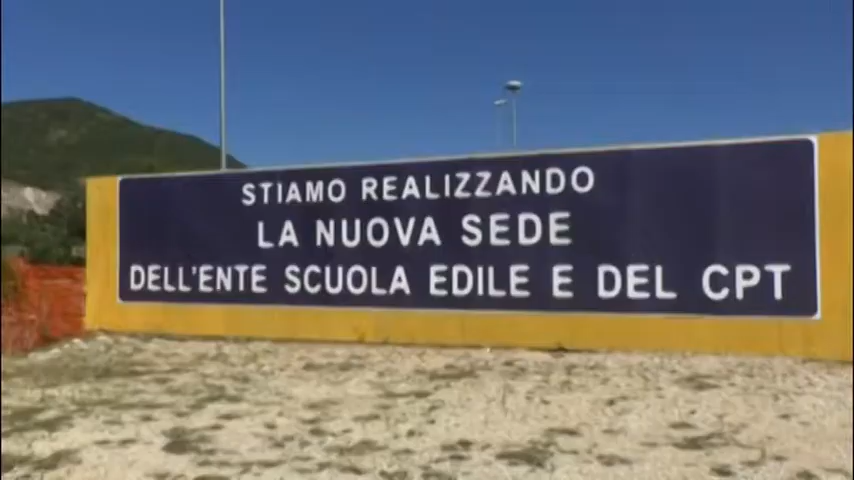 STIAMO REALIZZANDO
LA NUOVA SEDE
DELL'ENTE SCUOLA EDILE E DEL CPT